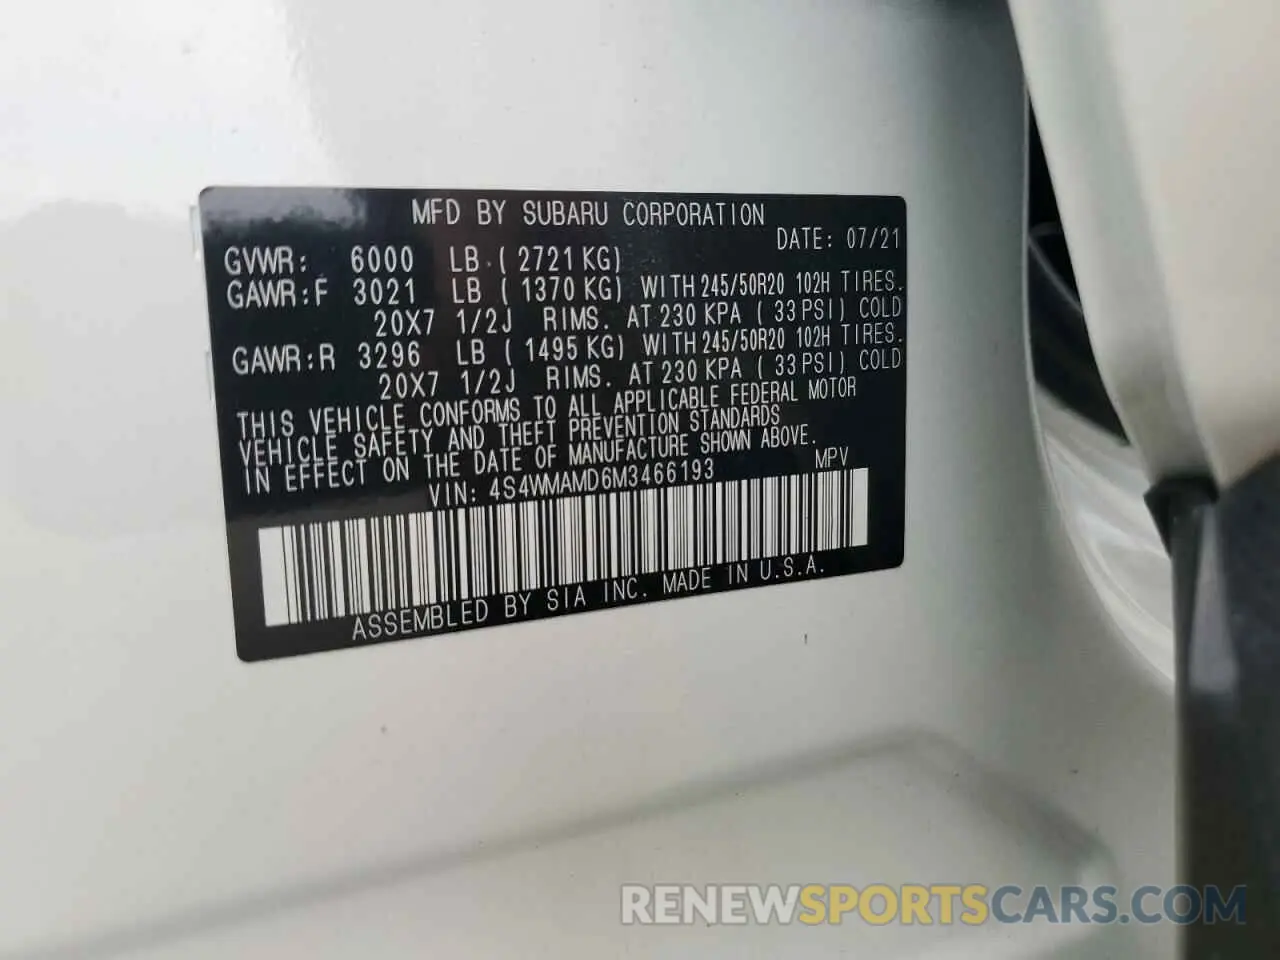 MFD BY SUBARU CORPORATION
DATE: 07/21
GVWR: 6000 LB ( 2721 KG)
GAWR:F 3021 LB ( 1370 KG) WITH 245/50R20 102H TIRES.
20X7 1/2J RIMS. AT 230 KPA ( 33 PSI) COLD
GAWR:R 3296 LB ( 1495 KG) WITH 245/50R20 102H TIRES.
20X7 1/2J RIMS. AT 230 KPA ( 33 PSI) COLD
THIS VEHICLE CONFORMS TO ALL APPLICABLE FEDERAL MOTOR
VEHICLE SAFETY AND THEFT PREVENTION STANDARDS
IN EFFECT ON THE DATE OF MANUFACTURE SHOWN ABOVE.
VIN: 4S4WMAMD6M3466193 MPV
ASSEMBLED BY SIA INC. MADE IN U.S.A.
RENEWSPORTSCARS.COM